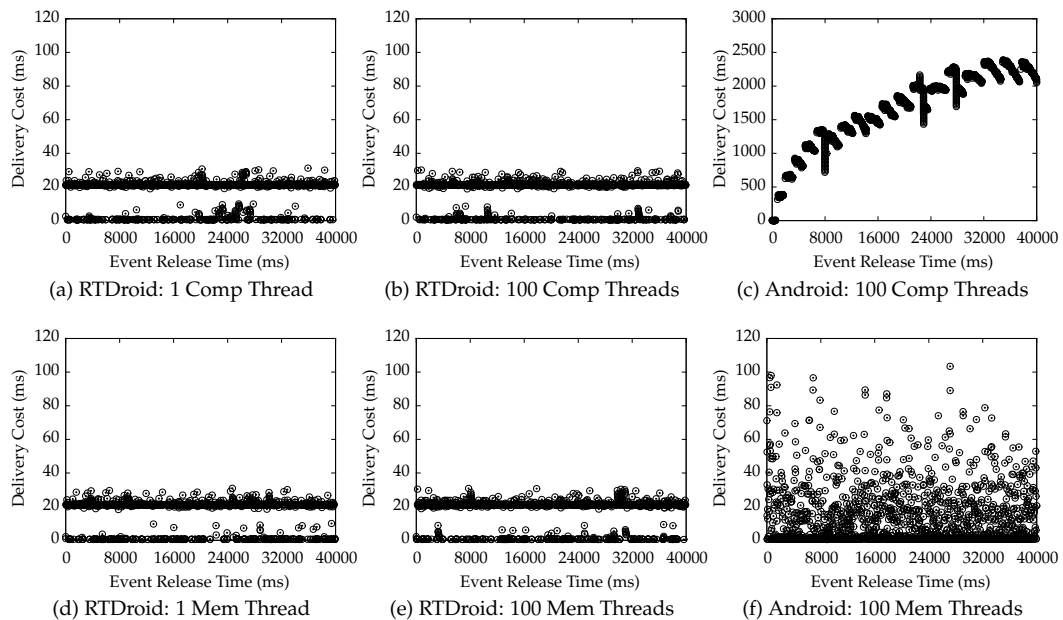 120
100
80
60
40
20
0
Delivery Cost (ms)
0 8000 16000 24000 32000 40000
Event Release Time (ms)
(a) RTDroid: 1 Comp Thread
120
100
80
60
40
20
0
Delivery Cost (ms)
0 8000 16000 24000 32000 40000
Event Release Time (ms)
(b) RTDroid: 100 Comp Threads
3000
2500
2000
1500
1000
500
0
Delivery Cost (ms)
0 8000 16000 24000 32000 40000
Event Release Time (ms)
(c) Android: 100 Comp Threads
120
100
80
60
40
20
0
Delivery Cost (ms)
0 8000 16000 24000 32000 40000
Event Release Time (ms)
(d) RTDroid: 1 Mem Thread
120
100
80
60
40
20
0
Delivery Cost (ms)
0 8000 16000 24000 32000 40000
Event Release Time (ms)
(e) RTDroid: 100 Mem Threads
120
100
80
60
40
20
0
Delivery Cost (ms)
0 8000 16000 24000 32000 40000
Event Release Time (ms)
(f) Android: 100 Mem Threads